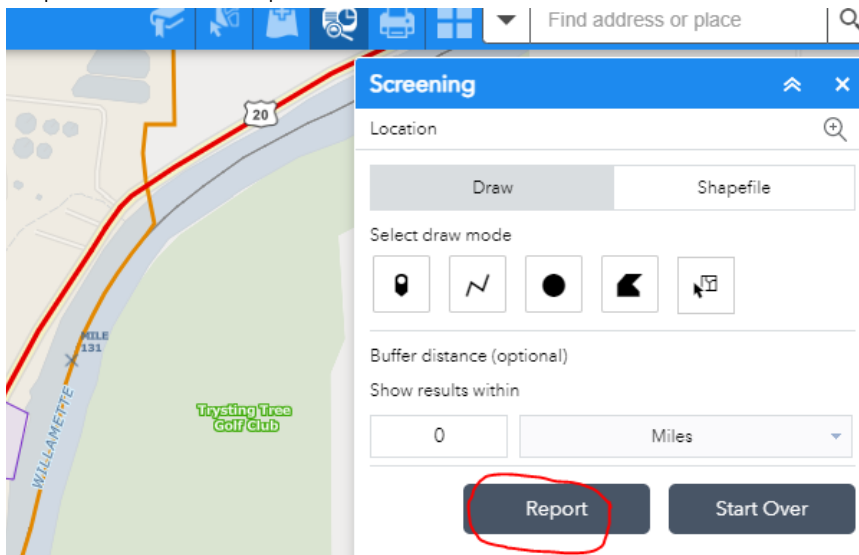 Find address or place
Screening
20
Location
Draw
Shapefile
Select draw mode
MILE
131
Buffer distance (optional)
Show results within
WILLAMETTE
Trysting Tree
Golf Club
0
Miles
Report
Start Over